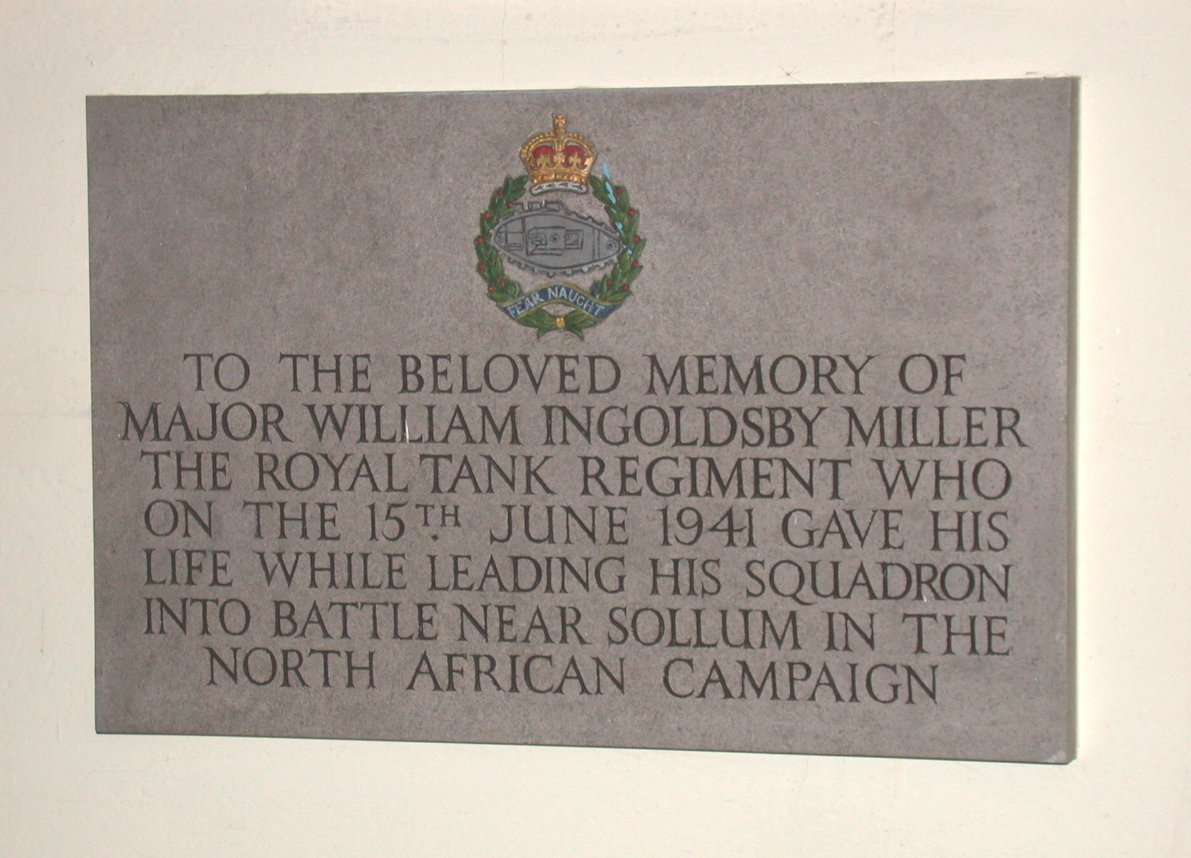 FEAR NAUGHT
TO THE BELOVED MEMORY OF
MAJOR WILLIAM INGOLDSBY MILLER
THE ROYAL TANK REGIMENT WHO
ON THE 15TH JUNE 1941 GAVE HIS
LIFE WHILE LEADING HIS SQUADRON
INTO BATTLE NEAR SOLLUM IN THE
NORTH AFRICAN CAMPAIGN